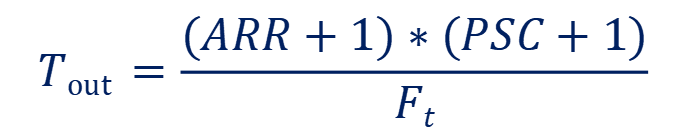 T_out = (ARR + 1) * (PSC + 1) / F_t